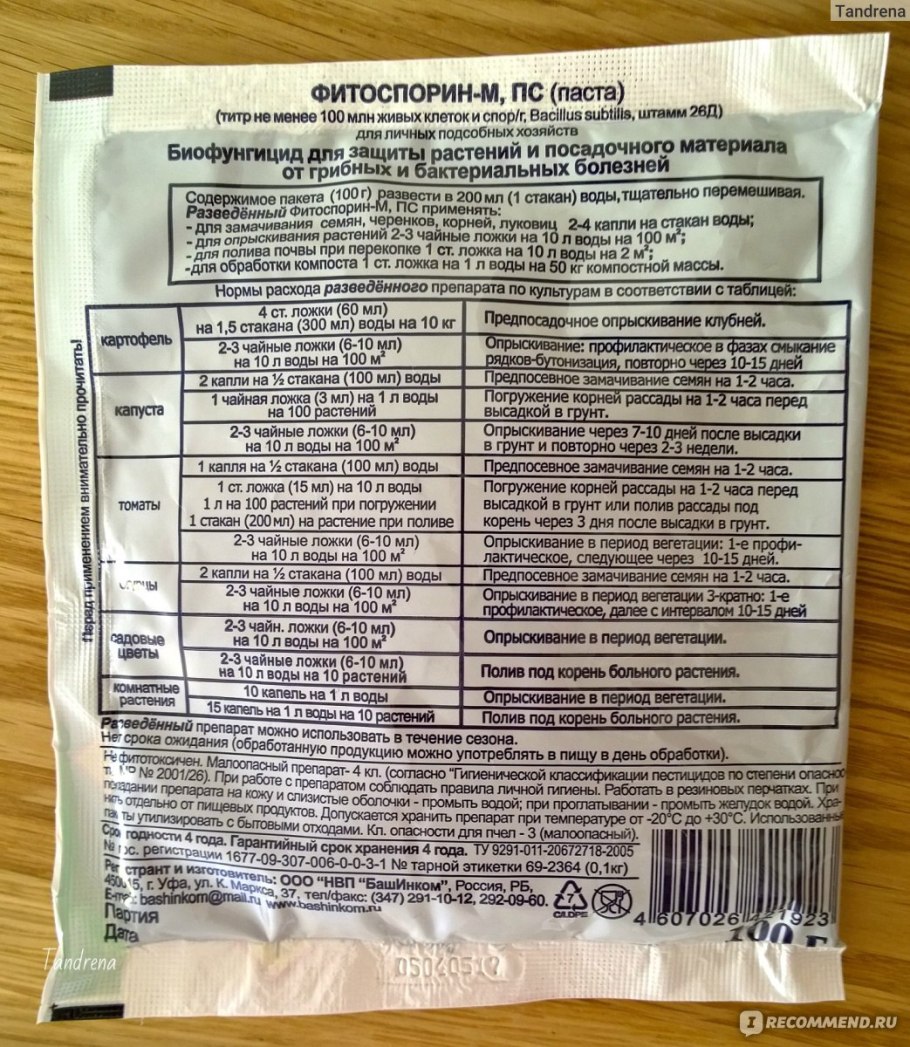 Tandrena
ФИТОСПОРИН-М, ПС (паста)
(титр не менее 100 млн живых клеток и спор/г, Bacillus subtilis, штамм 26Д)
для личных подсобных хозяйств
Биофунгицид для защиты растений и посадочного материала
от грибных и бактериальных болезней
Содержимое пакета (100 г) развести в 200 мл (1 стакан) воды, тщательно перемешивая.
Разведённый Фитоспорин-М, ПС применять:
- для замачивания семян, черенков, корней, луковиц 2-4 капли на стакан воды;
- для опрыскивания растений 2-3 чайные ложки на 10 л воды на 100 м²;
- для полива почвы при перекопке 1 ст. ложка на 10 л воды на 2 м²;
-для обработки компоста 1 ст. ложка на 1 л воды на 50 кг компостной массы.
Нормы расхода разведённого препарата по культурам в соответствии с таблицей:
Перед применением внимательно прочитать!
картофель
4 ст. ложки (60 мл)
на 1,5 стакана (300 мл) воды на 10 кг
Предпосадочное опрыскивание клубней.
2-3 чайные ложки (6-10 мл)
на 10 л воды на 100 м²
Опрыскивание: профилактическое в фазах смыкание
рядков-бутонизация, повторно через 10-15 дней
капуста
2 капли на ½ стакана (100 мл) воды
Предпосевное замачивание семян на 1-2 часа.
1 чайная ложка (3 мл) на 1 л воды
на 100 растений
Погружение корней рассады на 1-2 часа перед
высадкой в грунт.
2-3 чайные ложки (6-10 мл)
на 10 л воды на 100 м²
Опрыскивание через 7-10 дней после высадки
в грунт и повторно через 2-3 недели.
томаты
1 капля на ½ стакана (100 мл) воды
Предпосевное замачивание семян на 1-2 часа.
1 ст. ложка (15 мл) на 10 л воды
1 л на 100 растений при погружении
1 стакан (200 мл) на растение при поливе
Погружение корней рассады на 1-2 часа перед
высадкой в грунт или полив рассады под
корень через 3 дня после высадки в грунт.
2-3 чайные ложки (6-10 мл)
на 10 л воды на 100 м²
Опрыскивание в период вегетации: 1-е профи-
лактическое, следующее через 10-15 дней.
2 капли на ½ стакана (100 мл) воды
Предпосевное замачивание семян на 1-2 часа.
2-3 чайные ложки (6-10 мл)
на 10 л воды на 100 м²
Опрыскивание в период вегетации 3-кратно: 1-е
профилактическое, далее с интервалом 10-15 дней
садовые
цветы
2-3 чайн. ложки (6-10 мл)
на 10 л воды на 100 м²
Опрыскивание в период вегетации.
2-3 чайные ложки (6-10 мл)
на 10 л воды на 10 растений
Полив под корень больного растения.
комнатные
растения
10 капель на 1 л воды
Опрыскивание в период вегетации.
15 капель на 1 л воды на 10 растений
Полив под корень больного растения.
Разведённый препарат можно использовать в течение сезона.
Нет срока ожидания (обработанную продукцию можно употреблять в пищу в день обработки).
Не фитотоксичен. Малоопасный препарат- 4 кл. (согласно "Гигиенической классификации пестицидов по степени опасно
№ 2001/26). При работе с препаратом соблюдать правила личной гигиены. Работать в резиновых перчатках. При
попадании препарата на кожу и слизистые оболочки - промыть водой; при проглатывании - промыть желудок водой. Хра-
нить отдельно от пищевых продуктов. Допускается хранить препарат при температуре от -20°C до +30°C. Использованны
утилизировать с бытовыми отходами. Кл. опасности для пчел - 3 (малоопасный).
Срок годности 4 года. Гарантийный срок хранения 4 года. ТУ 9291-011-20672718-2005
№ гос. регистрации 1677-09-307-006-0-0-3-1 № тарной этикетки 69-2364 (0,1кг)
Регистрант и изготовитель: ООО "НВП "БашИнком", Россия, РБ,
450015, г. Уфа, ул. К. Маркса, 37, тел/факс: (347) 291-10-12, 292-09-60.
E-mail: bashinkom@mail.ru www.bashinkom.ru
7
C/LDPE
4 607026 421923
Партия
Дата
100 г
Tandrena
IRECOMMEND.RU